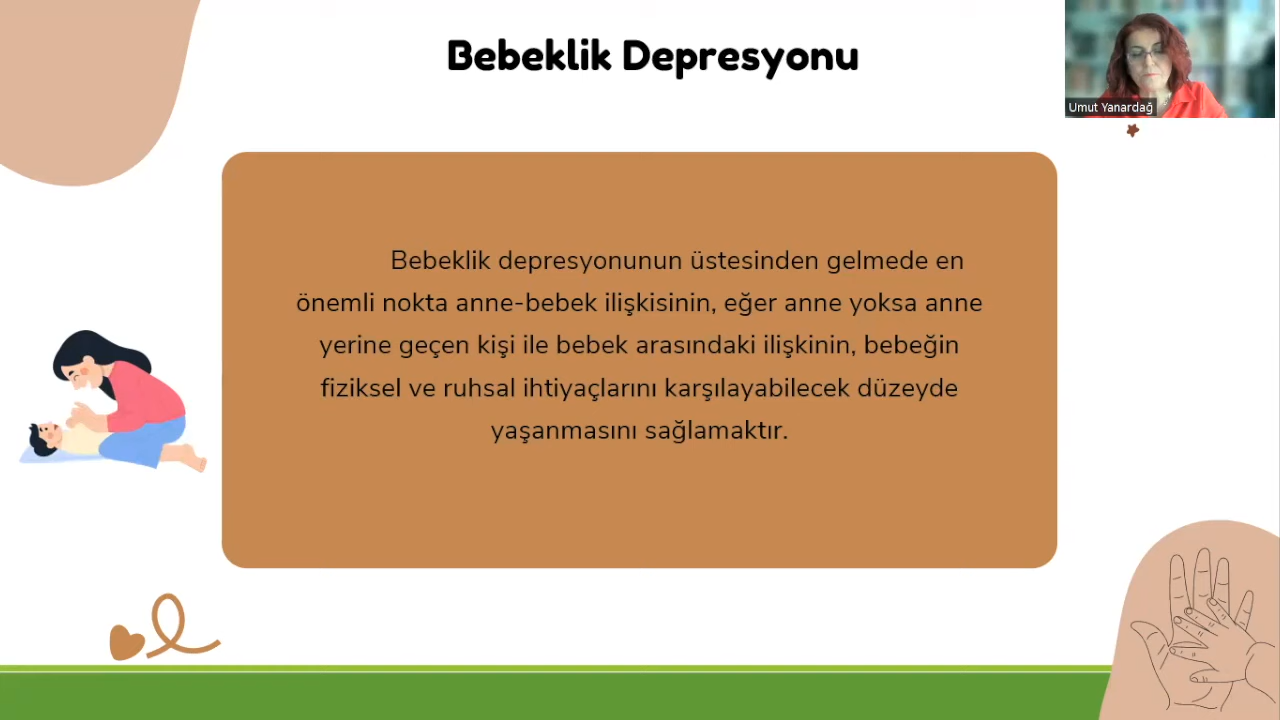 Bebeklik Depresyonu
Umut Yanardağ
Bebeklik depresyonunun üstesinden gelmede en
önemli nokta anne-bebek ilişkisinin, eğer anne yoksa anne
yerine geçen kişi ile bebek arasındaki ilişkinin, bebeğin
fiziksel ve ruhsal ihtiyaçlarını karşılayabilecek düzeyde
yaşanmasını sağlamaktır.